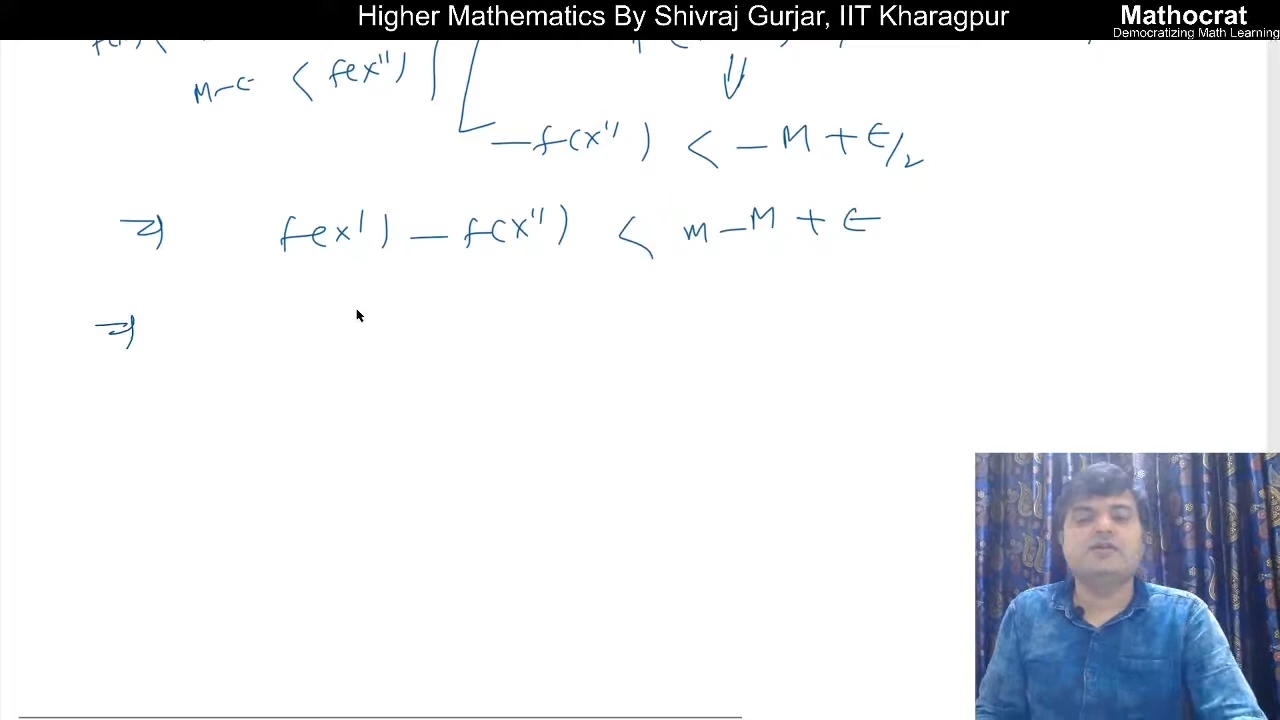 Higher Mathematics By Shivraj Gurjar, IIT Kharagpur
Mathocrat
Democratizing Math Learning
M-ϵ < f(x'')
-f(x'') < -M + ϵ/2
⇒ f(x') - f(x'') < m - M + ϵ
⇒